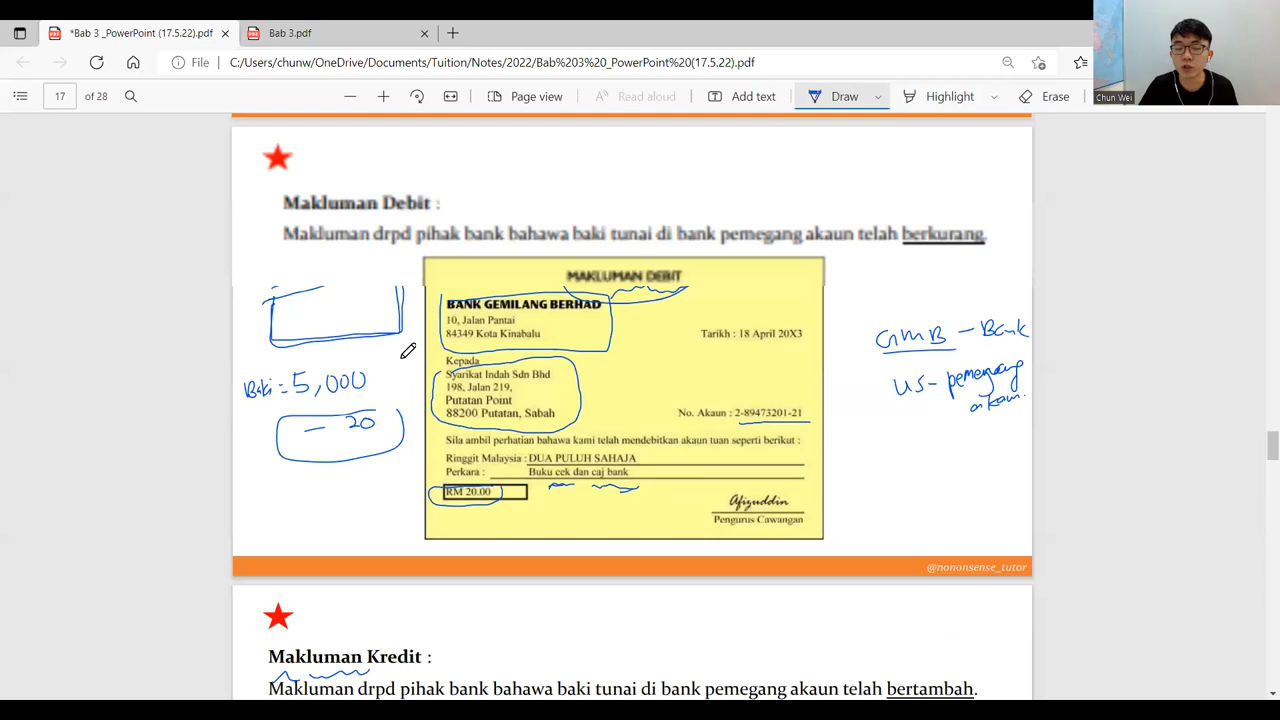 *Bab 3 _PowerPoint (17.5.22).pdf
Bab 3.pdf
File
C:/Users/chunw/OneDrive/Documents/Tuition/Notes/2022/Bab%203%20_PowerPoint%20(17.5.22).pdf
17 of 28
Page view
Read aloud
Add text
Draw
Highlight
Erase
Chun Wei
Makluman Debit :
Makluman drpd pihak bank bahawa baki tunai di bank pemegang akaun telah berkurang.
MAKLUMAN DEBIT
BANK GEMILANG BERHAD
10, Jalan Pantai
84349 Kota Kinabalu
Tarikh : 18 April 20X3
Kepada
Syarikat Indah Sdn Bhd
198, Jalan 219,
Putatan Point
88200 Putatan, Sabah
No. Akaun : 2-89473201-21
Sila ambil perhatian bahawa kami telah mendebitkan akaun tuan seperti berikut :
Ringgit Malaysia : DUA PULUH SAHAJA
Perkara : Buku cek dan caj bank
RM 20.00
Afizuddin
Pengurus Cawangan
Baki = 5,000
- 20
GMB - Bank
US - pemegang
akaun.
@nononsense_tutor
Makluman Kredit :
Makluman drpd pihak bank bahawa baki tunai di bank pemegang akaun telah bertambah.